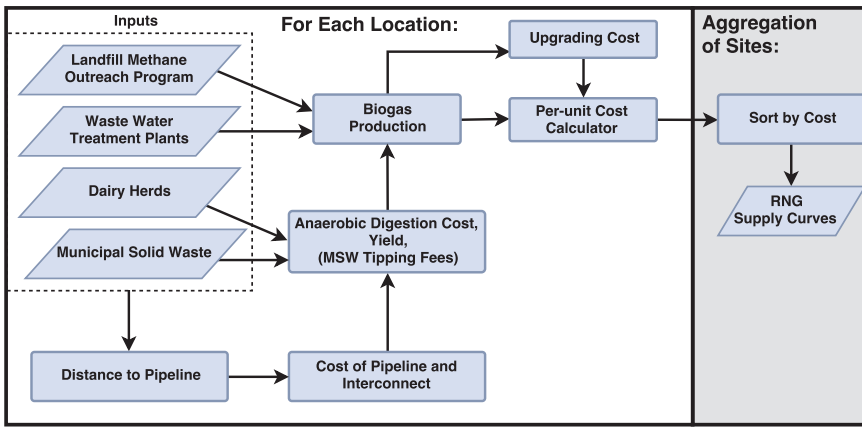 Inputs
For Each Location:
Aggregation
of Sites:
Landfill Methane
Outreach Program
Waste Water
Treatment Plants
Dairy Herds
Municipal Solid Waste
Distance to Pipeline
Cost of Pipeline and
Interconnect
Anaerobic Digestion Cost,
Yield,
(MSW Tipping Fees)
Biogas
Production
Upgrading Cost
Per-unit Cost
Calculator
Sort by Cost
RNG
Supply Curves